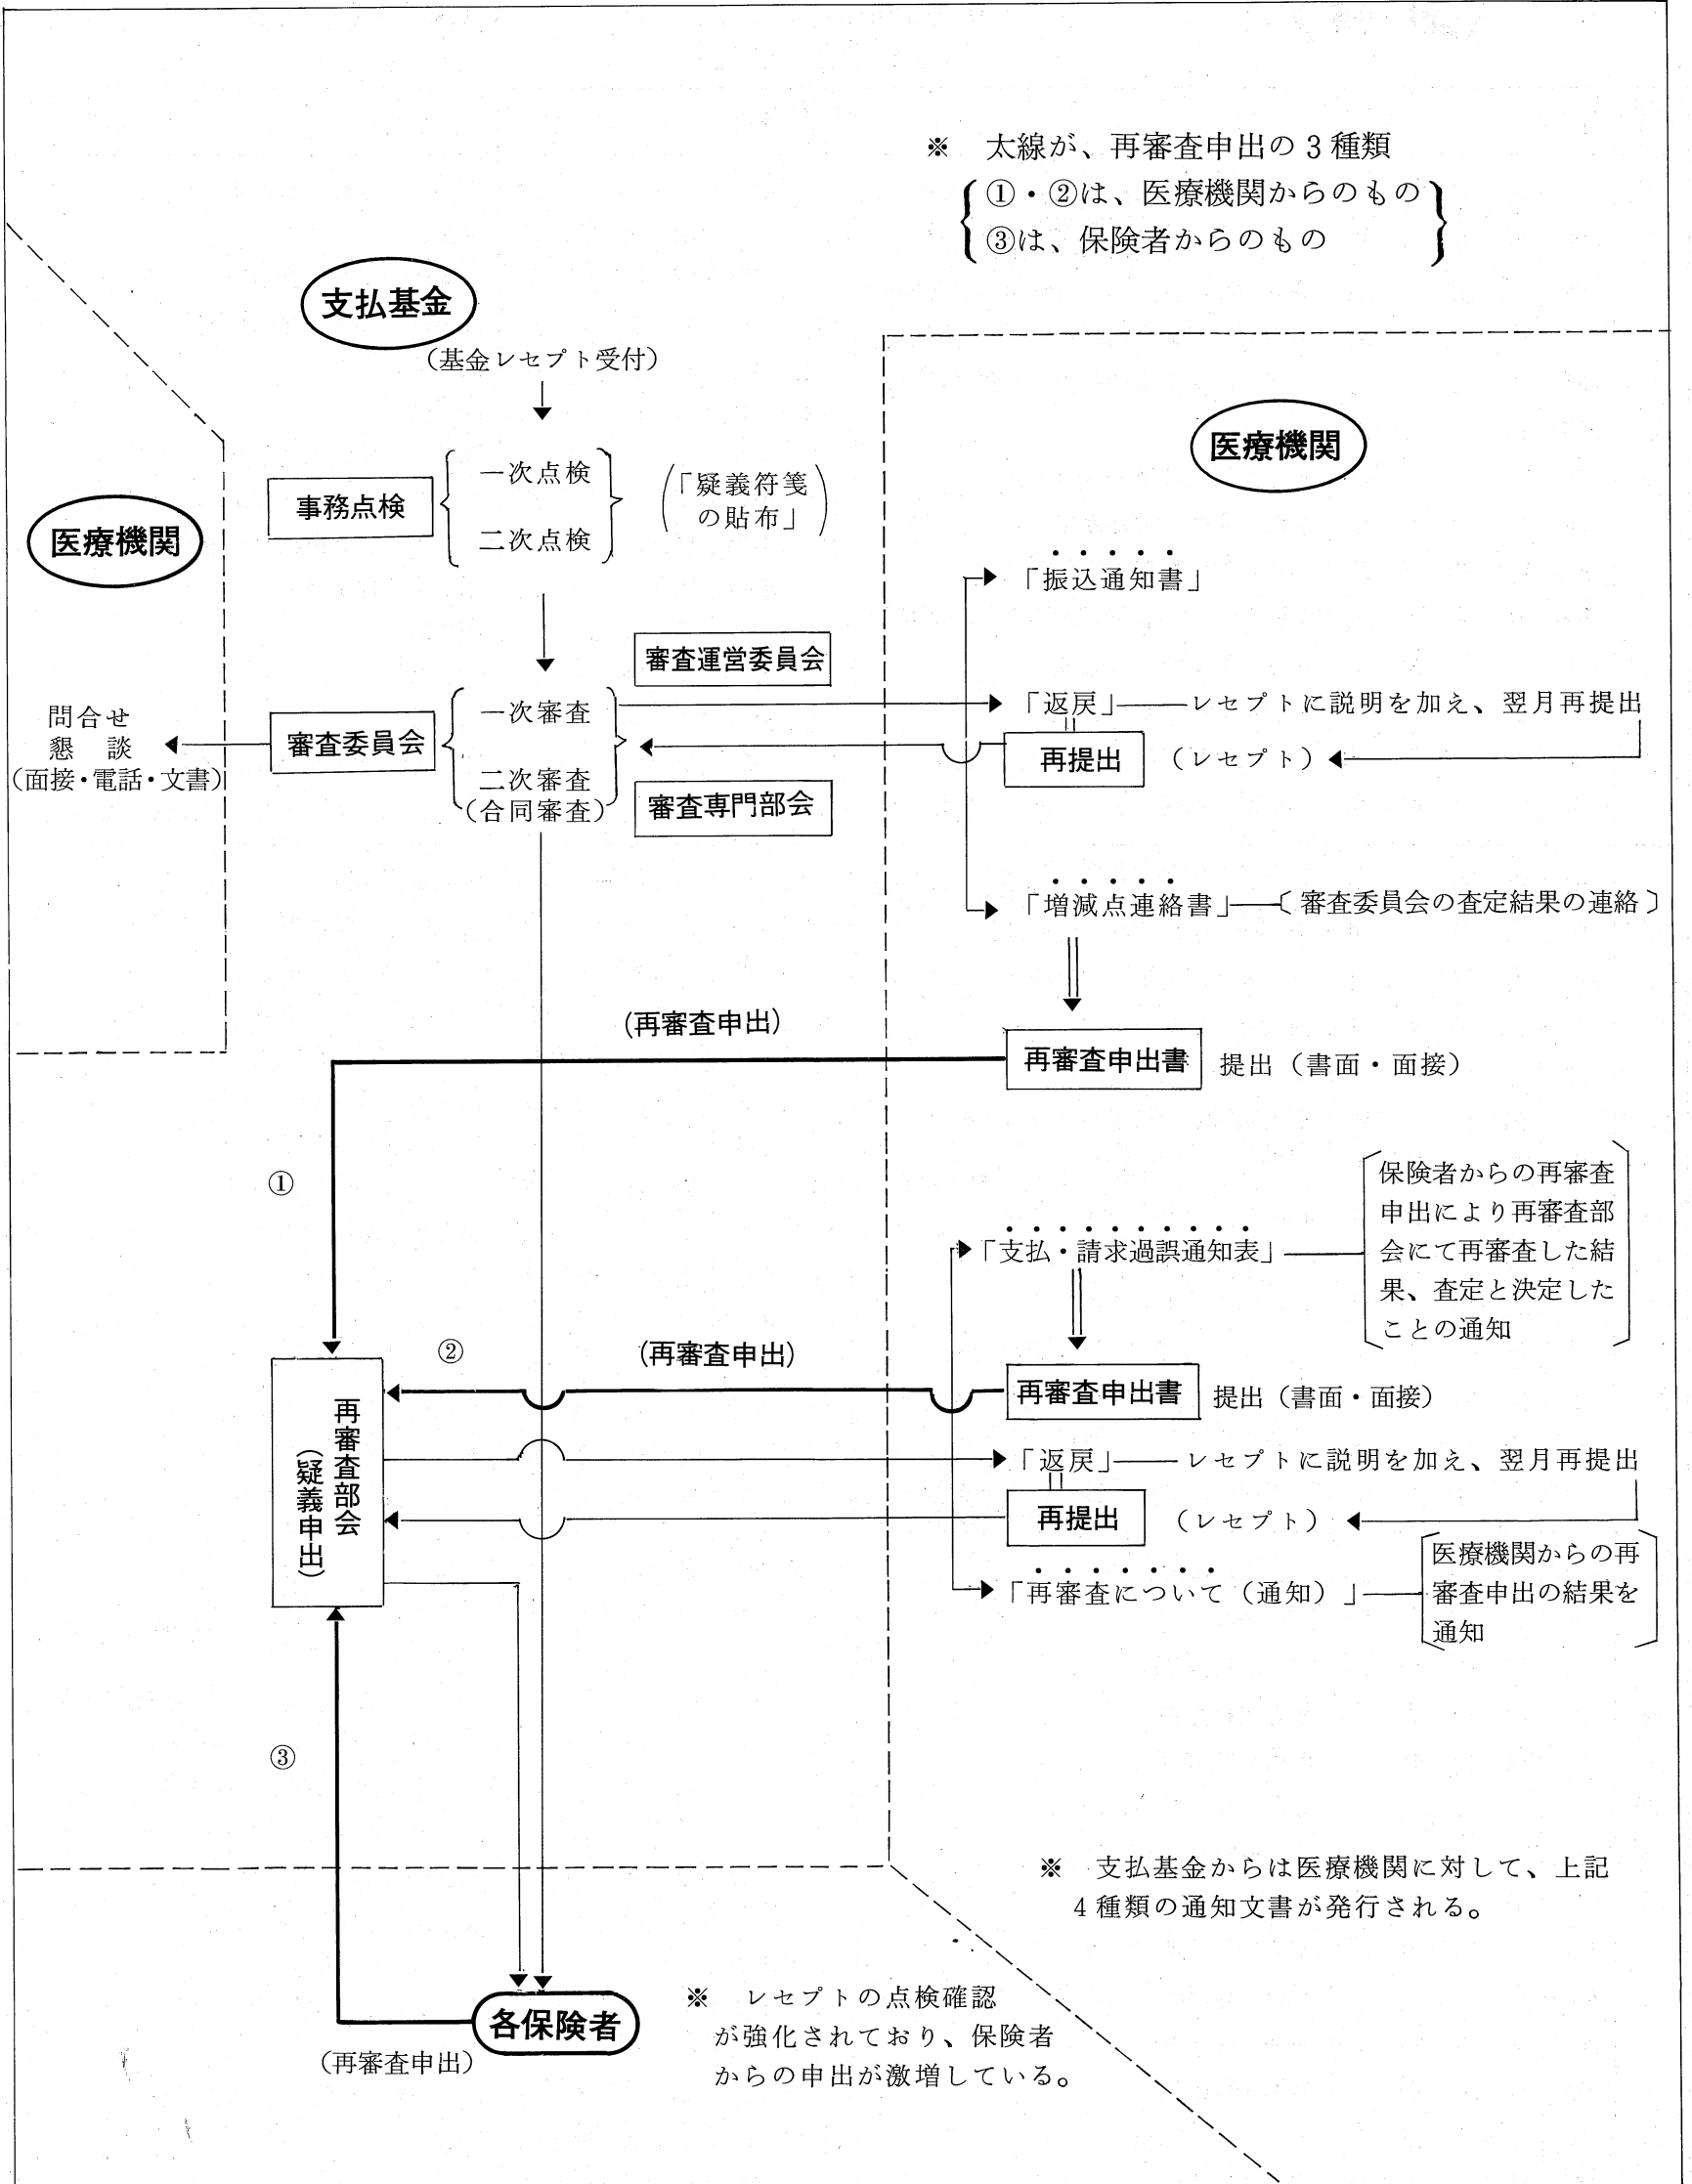 ※　太線が、再審査申出の3種類
①・②は、医療機関からのもの
③は、保険者からのもの
支払基金
（基金レセプト受付）
医療機関
事務点検
一次点検
二次点検
「疑義符箋
の貼布」
医療機関
「振込通知書」
審査運営委員会
審査委員会
一次審査
二次審査
（合同審査）
審査専門部会
問合せ
懇　談
（面接・電話・文書）
「返戻」
レセプトに説明を加え、翌月再提出
再提出
（レセプト）
「増減点連絡書」
〔審査委員会の査定結果の連絡〕
（再審査申出）
再審査申出書
提出（書面・面接）
①
「支払・請求過誤通知表」
保険者からの再審査
申出により再審査部
会にて再審査した結
果、査定と決定した
ことの通知
②
（再審査申出）
再審査申出書
提出（書面・面接）
再審査部会
（疑義申出）
「返戻」
レセプトに説明を加え、翌月再提出
再提出
（レセプト）
「再審査について（通知）」
医療機関からの再
審査申出の結果を
通知
③
※　支払基金からは医療機関に対して、上記
4種類の通知文書が発行される。
各保険者
（再審査申出）
※　レセプトの点検確認
が強化されており、保険者
からの申出が激増している。